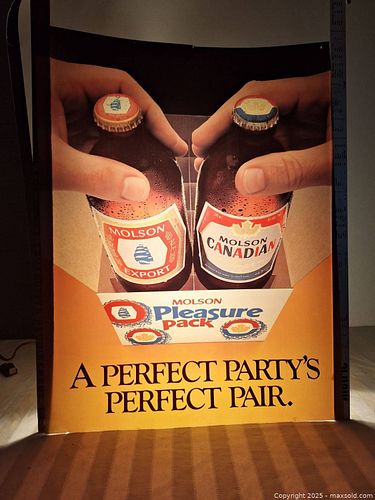 MOLSON
EXPORT
MOLSON
CANADIAN
MOLSON
Pleasure
Pack
A PERFECT PARTY'S
PERFECT PAIR.
Copyright 2025 - maxsold.com